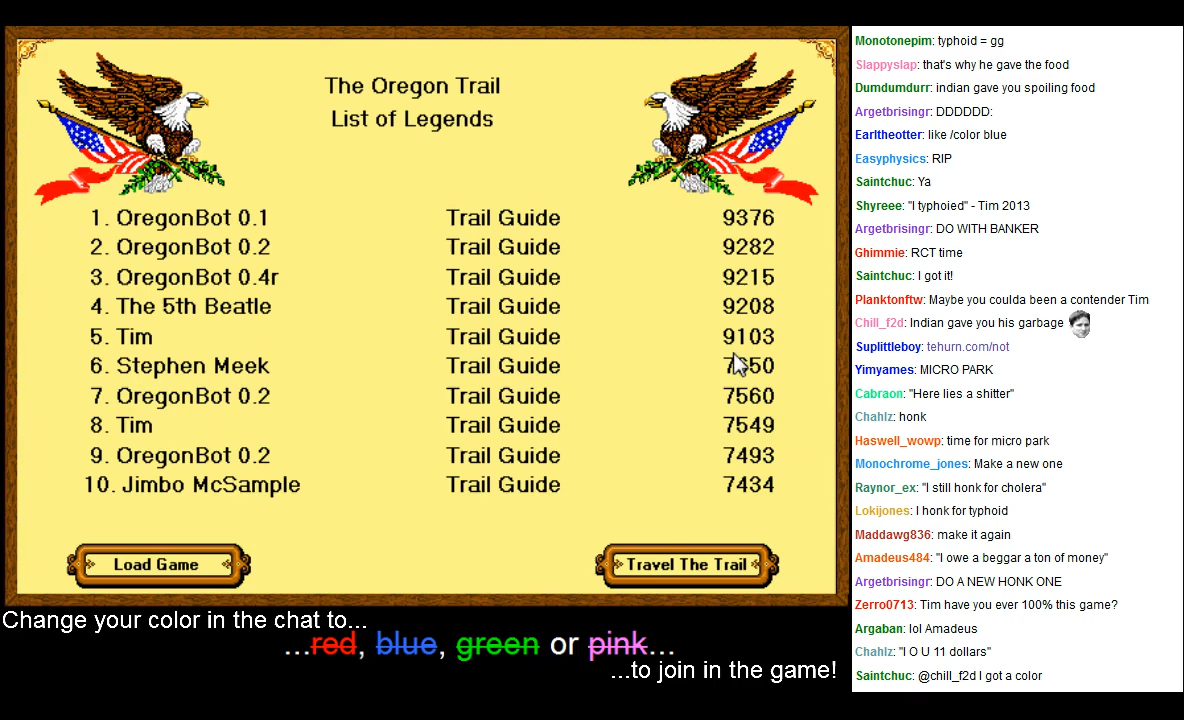 The Oregon Trail
List of Legends
1. OregonBot 0.1 Trail Guide 9376
2. OregonBot 0.2 Trail Guide 9282
3. OregonBot 0.4r Trail Guide 9215
4. The 5th Beatle Trail Guide 9208
5. Tim Trail Guide 9103
6. Stephen Meek Trail Guide
7. OregonBot 0.2 Trail Guide 7560
8. Tim Trail Guide 7549
9. OregonBot 0.2 Trail Guide 7493
10. Jimbo McSample Trail Guide 7434
Load Game
Travel The Trail
Change your color in the chat to...
...red, blue, green or pink...
...to join in the game!
Monotonepim: typhoid = gg
Slappyslap: that's why he gave the food
Dumdumdurr: indian gave you spoiling food
Argetbrisingr: DDDDDD:
Earltheotter: like /color blue
Easyphysics: RIP
Saintchuc: Ya
Shyreee: "I typhoied" - Tim 2013
Argetbrisingr: DO WITH BANKER
Ghimmie: RCT time
Saintchuc: I got it!
Planktonftw: Maybe you coulda been a contender Tim
Chill_f2d: Indian gave you his garbage
Suplittleboy: tehurn.com/not
Yimyames: MICRO PARK
Cabraon: "Here lies a shitter"
Chahlz: honk
Haswell_wowp: time for micro park
Monochrome_jones: Make a new one
Raynor_ex: "I still honk for cholera"
Lokijones: I honk for typhoid
Maddawg836: make it again
Amadeus484: "I owe a beggar a ton of money"
Argetbrisingr: DO A NEW HONK ONE
Zerro0713: Tim have you ever 100% this game?
Argaban: lol Amadeus
Chahlz: "I O U 11 dollars"
Saintchuc: @chill_f2d I got a color